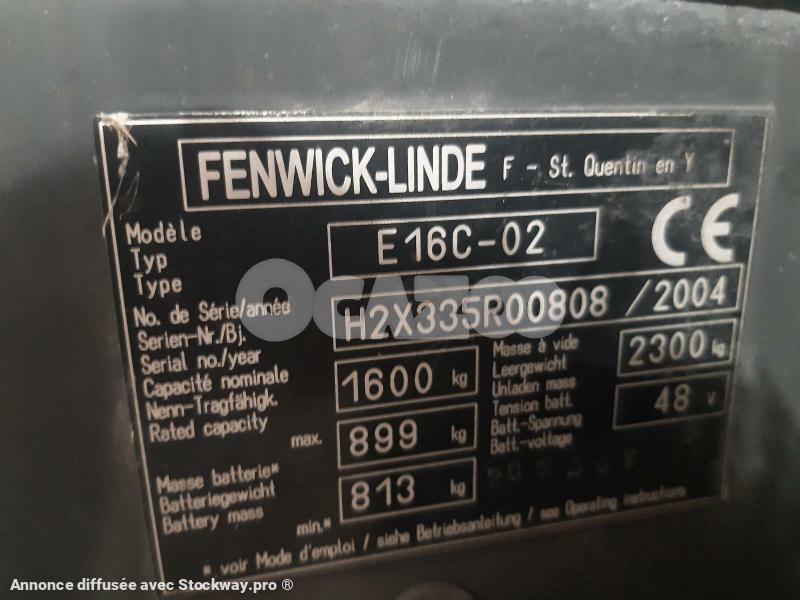 FENWICK-LINDE F - St. Quentin en Y
Modèle
Typ
Type
E16C-02
CE
No. de Série/année
Serien-Nr./Bj.
Serial no./year
H2X335R00808 /2004
Capacité nominale
Nenn-Tragfähigk.
Rated capacity
1600 kg
Masse à vide
Leergewicht
Unladen mass
2300 kg
Tension batt.
Batt.-Spannung
Batt.-voltage
48 V
Masse batterie*
Batteriegewicht
Battery mass
max. 899 kg
min.* 813 kg
* voir Mode d'emploi / siehe Betriebsanleitung / see Operating instructions
OCAZOO
Annonce diffusée avec Stockway.pro ®